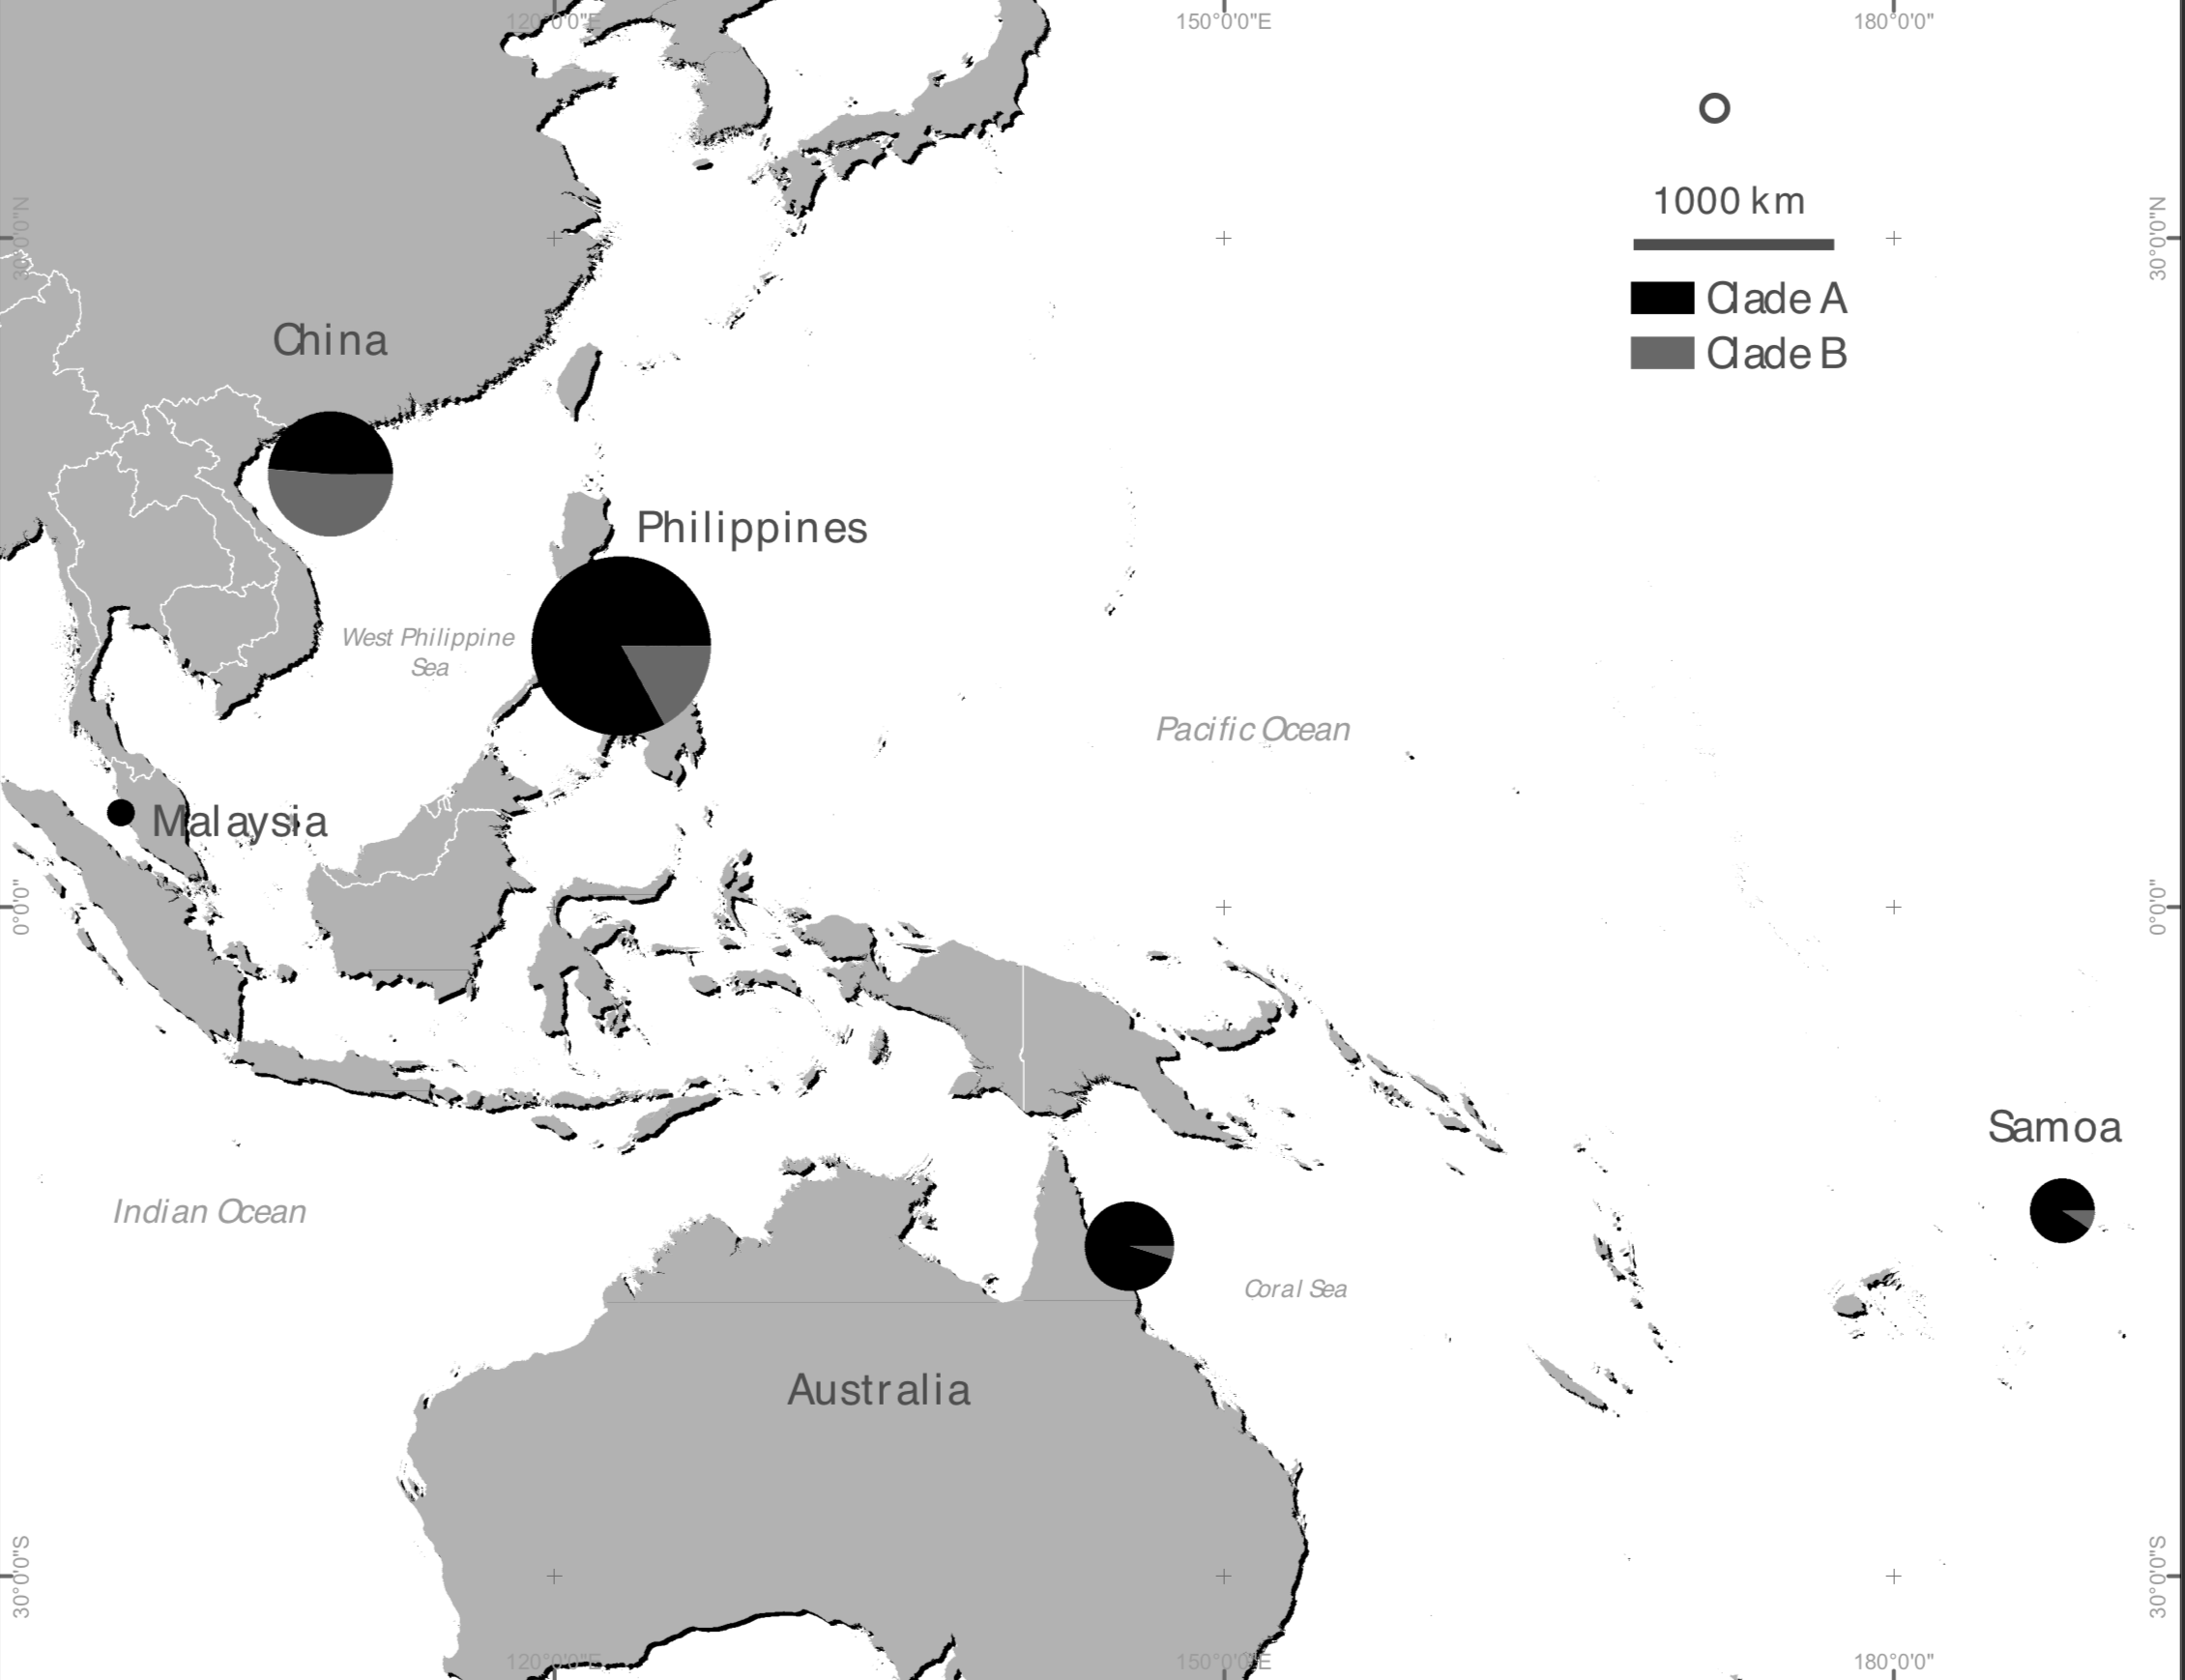 120°0'0"E
150°0'0"E
180°0'0"
30°0'0"N
30°0'0"N
1000 km
Clade A
Clade B
China
Philippines
West Philippine
Sea
Pacific Ocean
Malaysia
0°0'0"
0°0'0"
Samoa
Indian Ocean
Coral Sea
Australia
30°0'0"S
30°0'0"S
120°0'0"E
150°0'0"E
180°0'0"